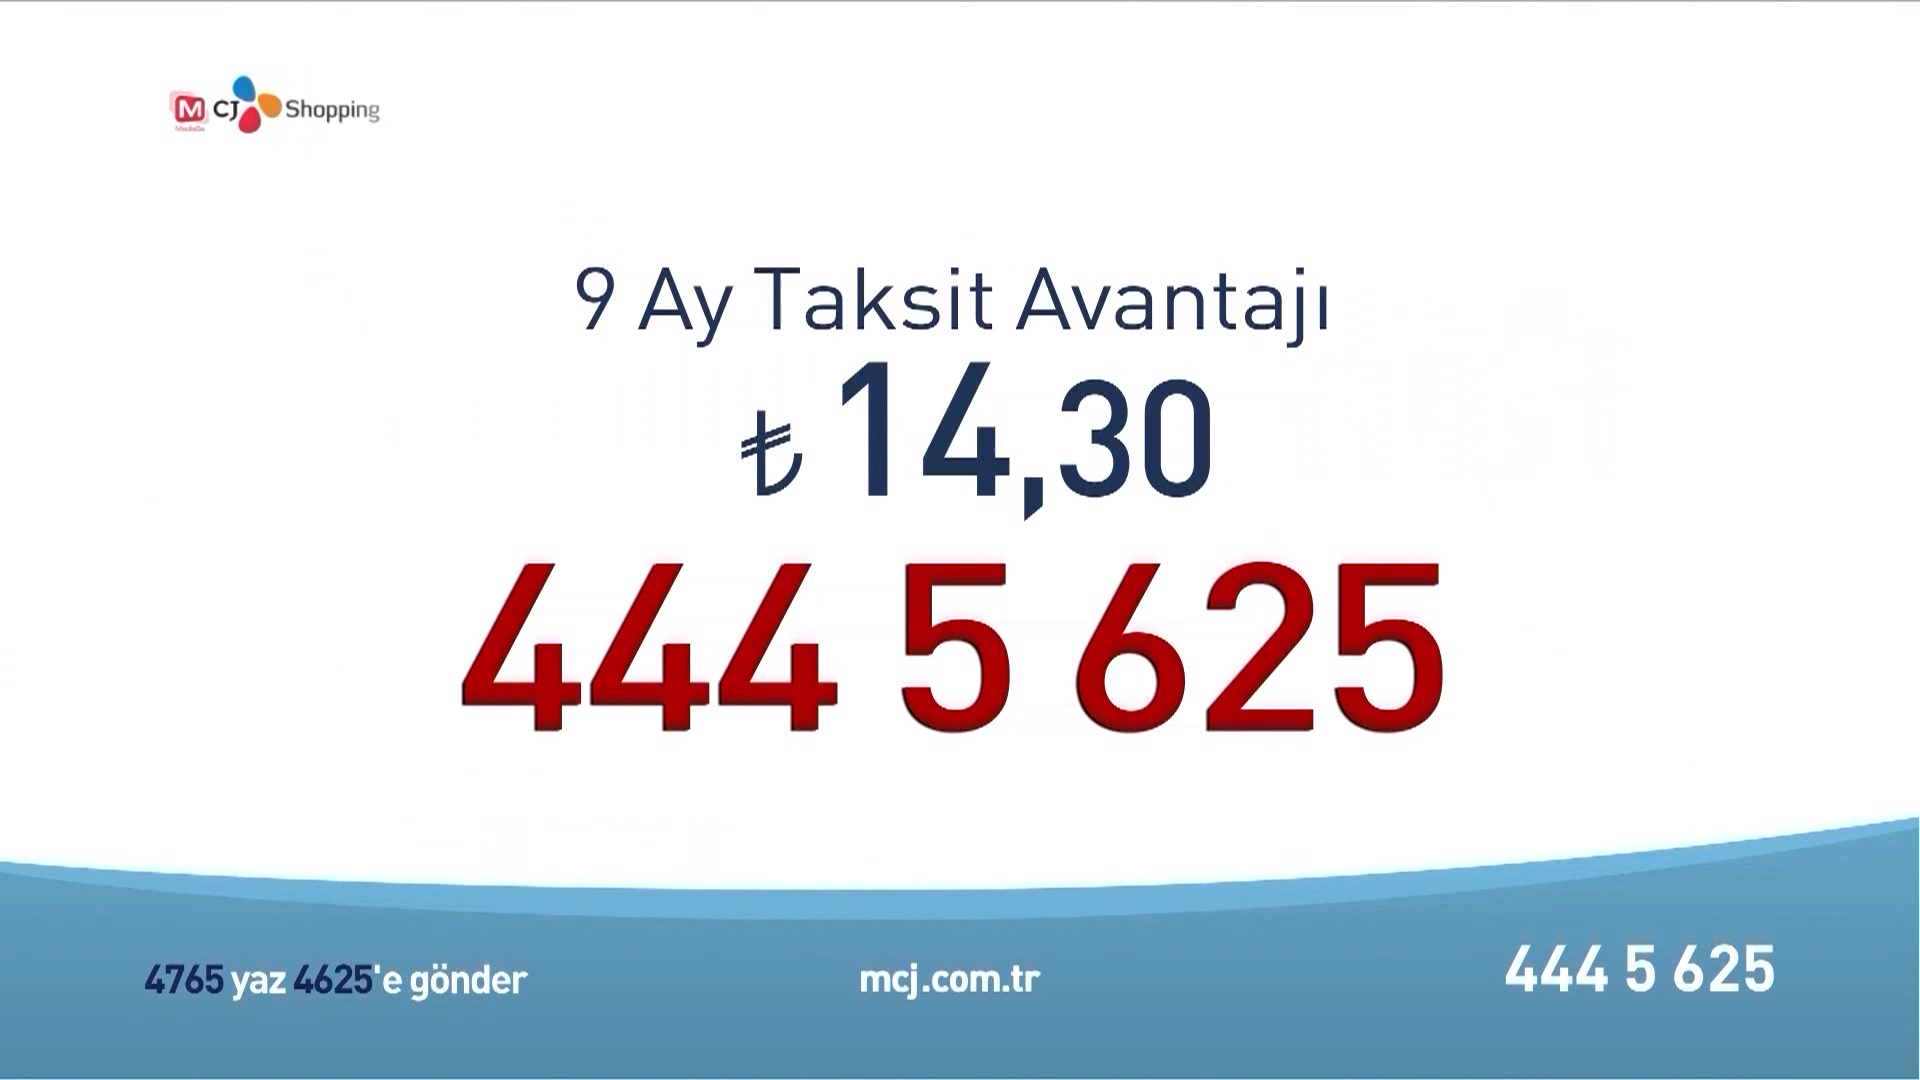 M CJ Shopping
MediaSa
9 Ay Taksit Avantajı
₺ 14,30
444 5 625
4765 yaz 4625'e gönder
mcj.com.tr
444 5 625